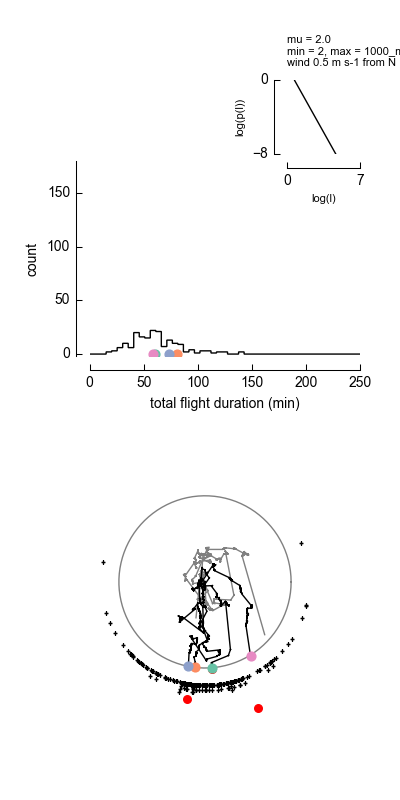 mu = 2.0
min = 2, max = 1000_m
wind 0.5 m s-1 from N
0
−8
log(p(l))
0 7
log(l)
150
100
50
0
count
0 50 100 150 200 250
total flight duration (min)